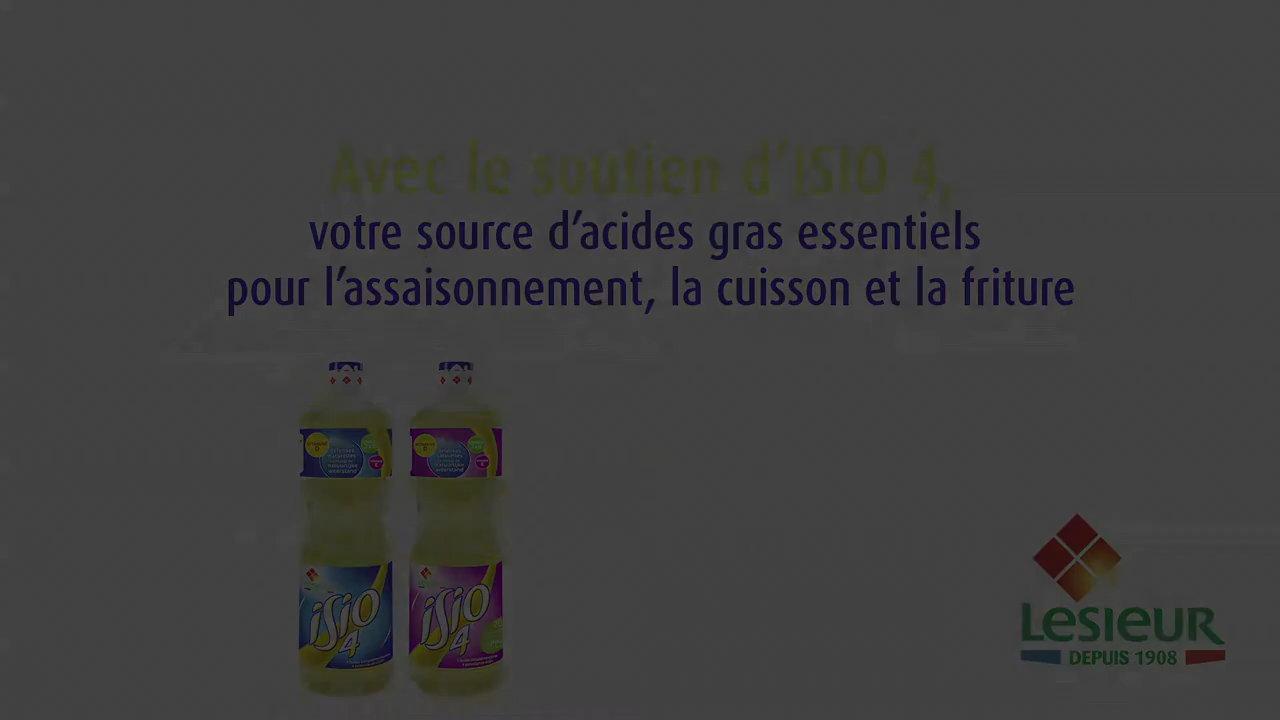 Avec le soutien d'ISIO 4,
votre source d'acides gras essentiels
pour l'assaisonnement, la cuisson et la friture
isio
4
isio
4
LESIEUR
DEPUIS 1908